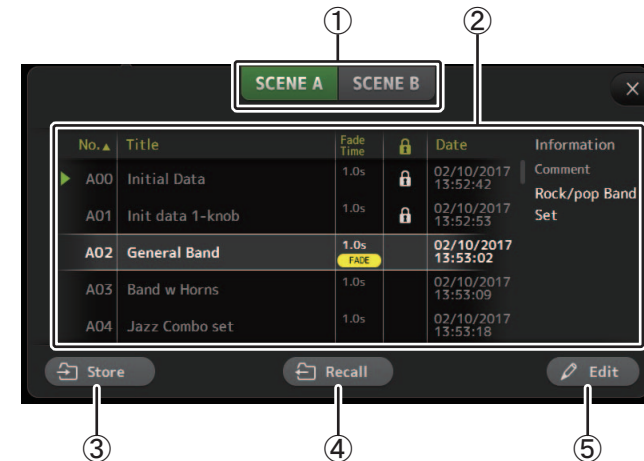 ① ②
SCENE A SCENE B ×
No.▲ Title Fade Time Date Information
A00 Initial Data 1.0s 02/10/2017 13:52:42 Comment
Rock/pop Band Set
A01 Init data 1-knob 1.0s 02/10/2017 13:52:53
A02 General Band 1.0s FADE 02/10/2017 13:53:02
A03 Band w Horns 1.0s 02/10/2017 13:53:09
A04 Jazz Combo set 1.0s 02/10/2017 13:53:18
Store Recall Edit
③ ④ ⑤